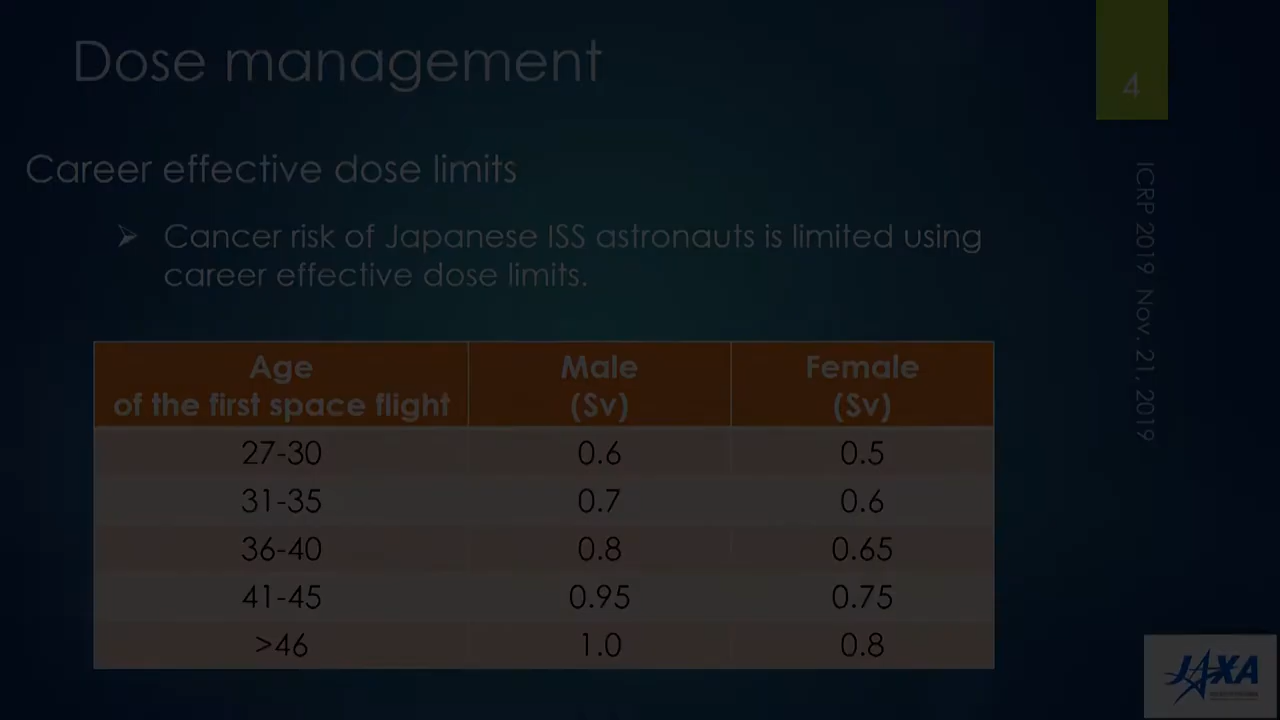 Dose management
4
Career effective dose limits
➢ Cancer risk of Japanese ISS astronauts is limited using
career effective dose limits.
Age
of the first space flight
Male
(Sv)
Female
(Sv)
27-30 0.6 0.5
31-35 0.7 0.6
36-40 0.8 0.65
41-45 0.95 0.75
>46 1.0 0.8
ICRP 2019 Nov. 21, 2019
JAXA